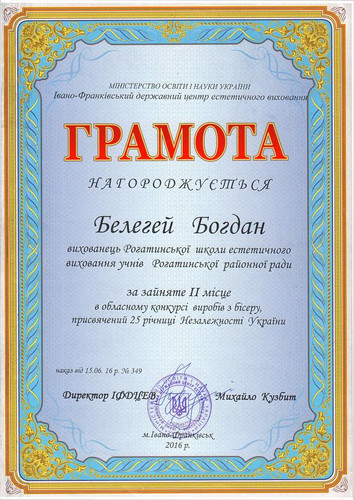 МІНІСТЕРСТВО ОСВІТИ І НАУКИ УКРАЇНИ
Івано-Франківський державний центр естетичного виховання
ГРАМОТА
НАГОРОДЖУЄТЬСЯ
Белегей Богдан
вихованець Рогатинської школи естетичного
виховання учнів Рогатинської районної ради
за зайняте ІІ місце
в обласному конкурсі виробів з бісеру,
присвячений 25 річниці Незалежності України
наказ від 15.06. 16 р. № 349
Директор ІФДЦЕВ Михайло Кузбит
м.Івано-Франківськ
2016 р.